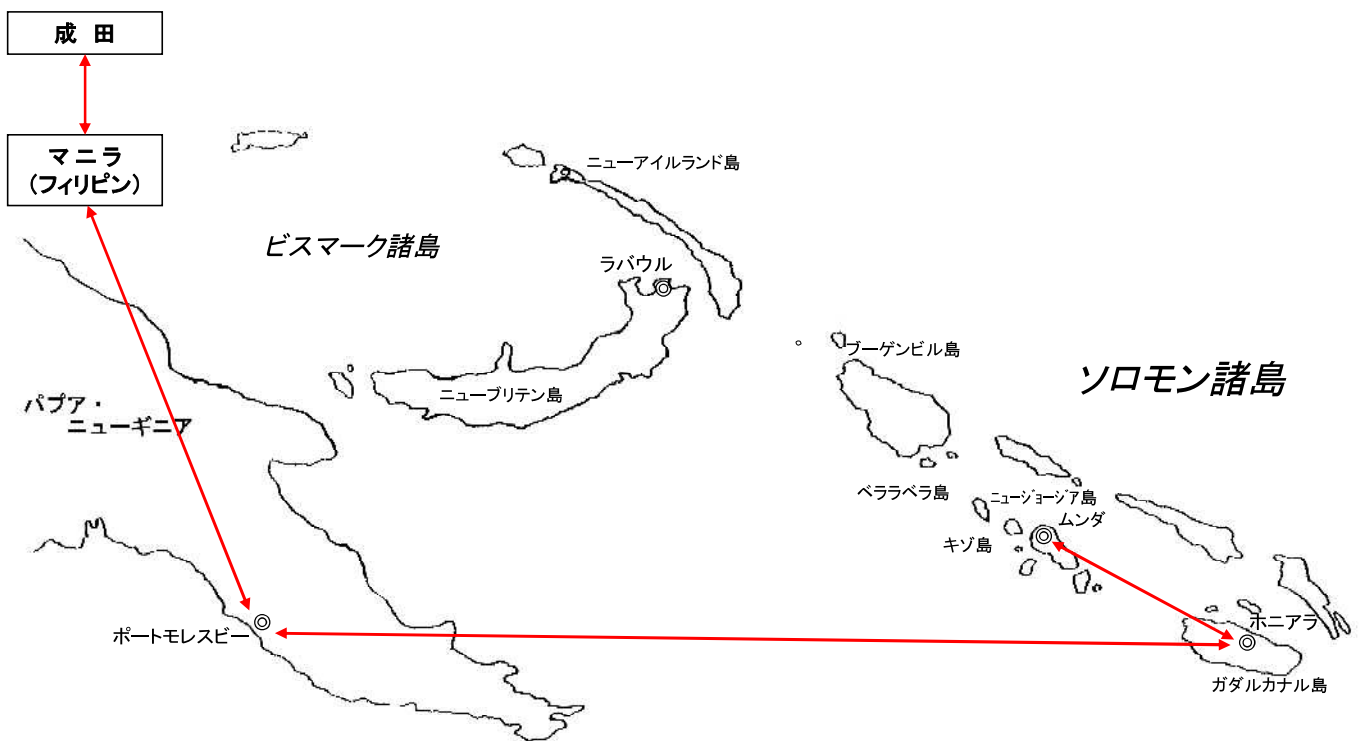 成 田
マニラ
(フィリピン)
ニューアイルランド島
ビスマーク諸島
ラバウル
ブーゲンビル島
ソロモン諸島
ニューブリテン島
パプア・
ニューギニア
ベララベラ島
ニュージョージア島
ムンダ
キゾ島
ホニアラ
ポートモレスビー
ガダルカナル島